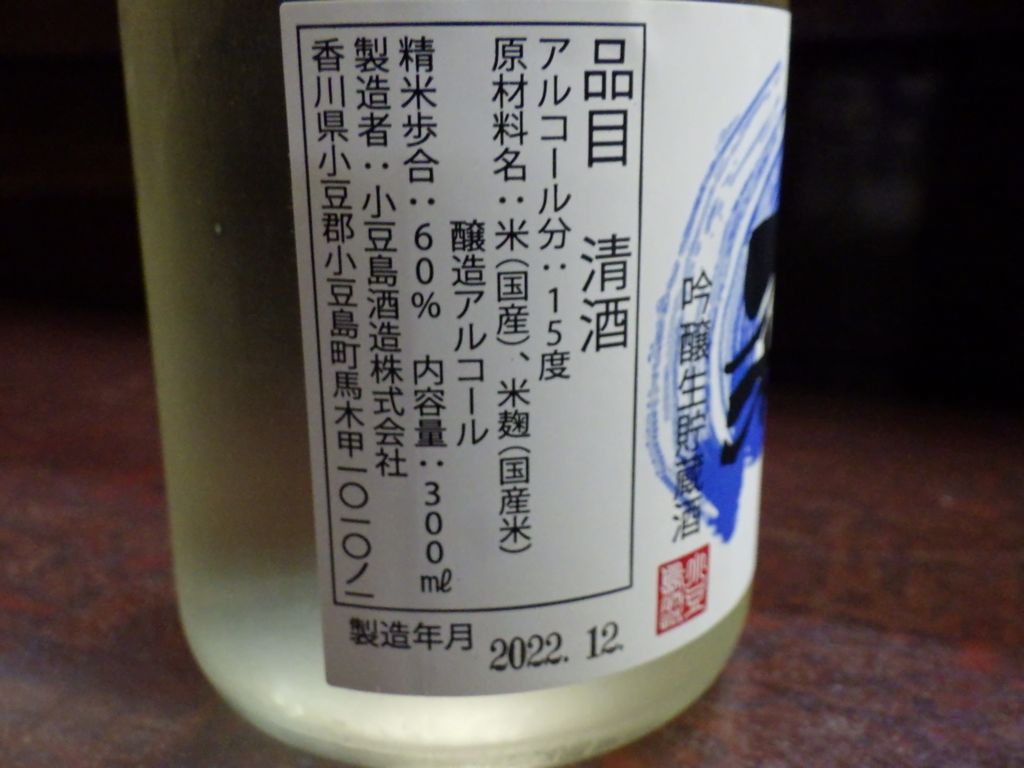 品目 清酒
アルコール分：15度
原材料名：米(国産)、米麹(国産米)
醸造アルコール
精米歩合：60% 内容量：300㎖
製造者：小豆島酒造株式会社
香川県小豆郡小豆島町馬木甲一〇一〇ノ一
製造年月 2022. 12.
吟醸生貯蔵酒